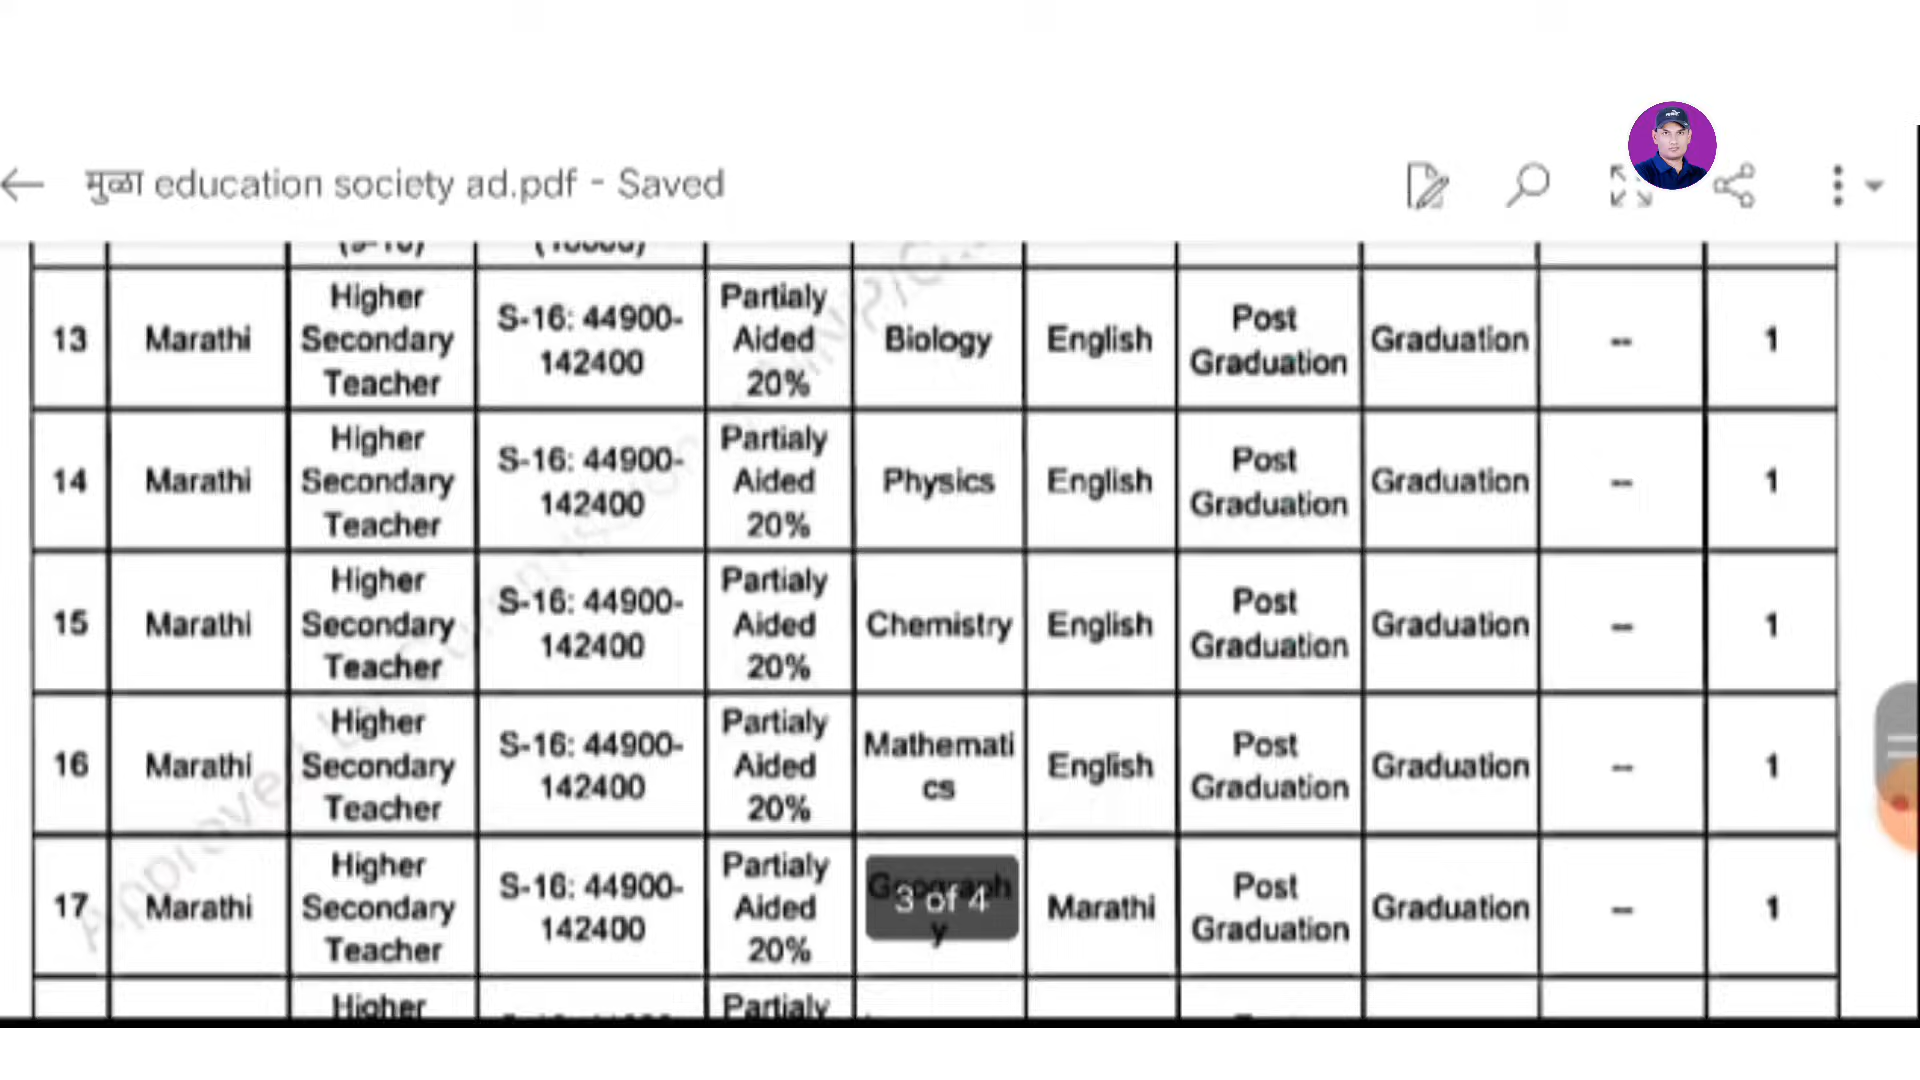 मुळा education society ad.pdf - Saved
13 Marathi Higher Secondary Teacher S-16: 44900-142400 Partialy Aided 20% Biology English Post Graduation Graduation -- 1
14 Marathi Higher Secondary Teacher S-16: 44900-142400 Partialy Aided 20% Physics English Post Graduation Graduation -- 1
15 Marathi Higher Secondary Teacher S-16: 44900-142400 Partialy Aided 20% Chemistry English Post Graduation Graduation -- 1
16 Marathi Higher Secondary Teacher S-16: 44900-142400 Partialy Aided 20% Mathematics English Post Graduation Graduation -- 1
17 Marathi Higher Secondary Teacher S-16: 44900-142400 Partialy Aided 20% Geography Marathi Post Graduation Graduation -- 1
3 of 4
Higher Partialy